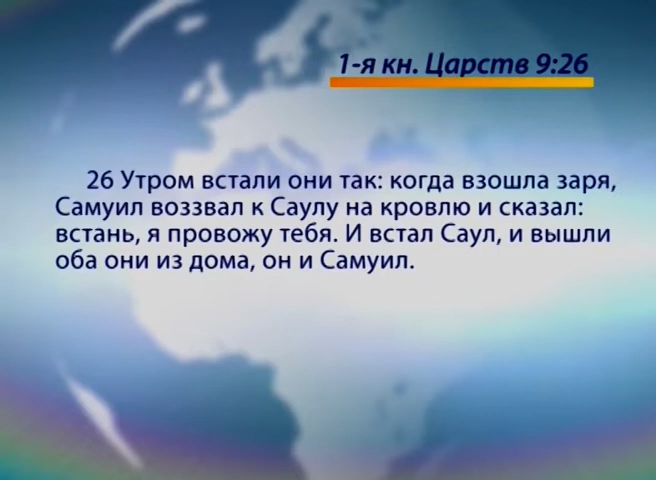 1-я кн. Царств 9:26
26 Утром встали они так: когда взошла заря,
Самуил воззвал к Саулу на кровлю и сказал:
встань, я провожу тебя. И встал Саул, и вышли
оба они из дома, он и Самуил.